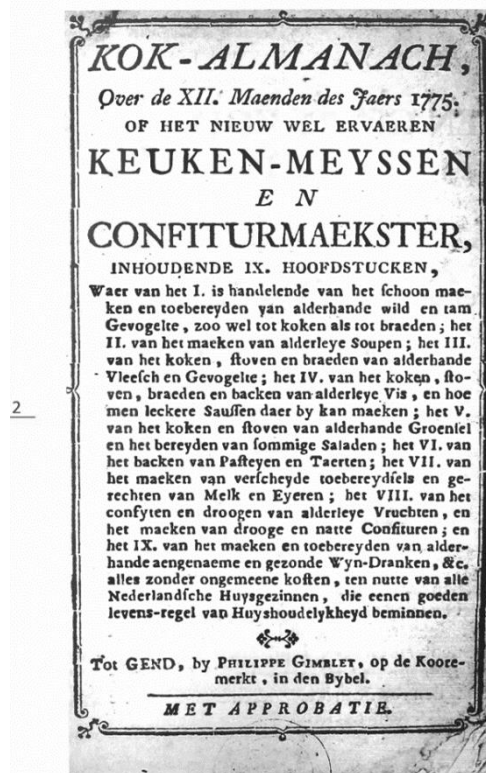 KOK-ALMANACH,
Over de XII. Maenden des Jaers 1775.
OF HET NIEUW WEL ERVAEREN
KEUKEN-MEYSSEN
EN
CONFITURMAEKSTER,
INHOUDENDE IX. HOOFDSTUCKEN,
Waer van het I. is handelende van het ſchoon mae-
ken en toebereyden van alderhande wild en tam
Gevogelte, zoo wel tot koken als tot braeden; het
II. van het maeken van alderleye Soupen; het III.
van het koken, ſtoven en braeden van alderhande
Vleeſch en Gevogelte; het IV. van het koken, ſto-
ven, braeden en backen van alderleye Vis, en hoe
men leckere Sauſſen daer by kan maeken; het V.
van het koken en ſtoven van alderhande Groenſel
en het bereyden van ſommige Saladen; het VI. van
het backen van Paſteyen en Taerten; het VII. van
het maeken van verſcheyde toebereydſels en ge-
rechten van Melk en Eyeren; het VIII. van het
confyten en droogen van alderleye Vruchten, en
het maeken van drooge en natte Confituren; en
het IX. van het maeken en toebereyden van alder-
hande aengenaeme en gezonde Wyn-Dranken, &c.
alles zonder ongemeene koſten, ten nutte van alle
Nederlandſche Huysgezinnen, die eenen goeden
levens-regel van Huyshoudelykheyd beminnen.
Tot GEND, by PHILIPPE GIMBLET, op de Koore-
merkt, in den Bybel.
MET APPROBATIE.
2